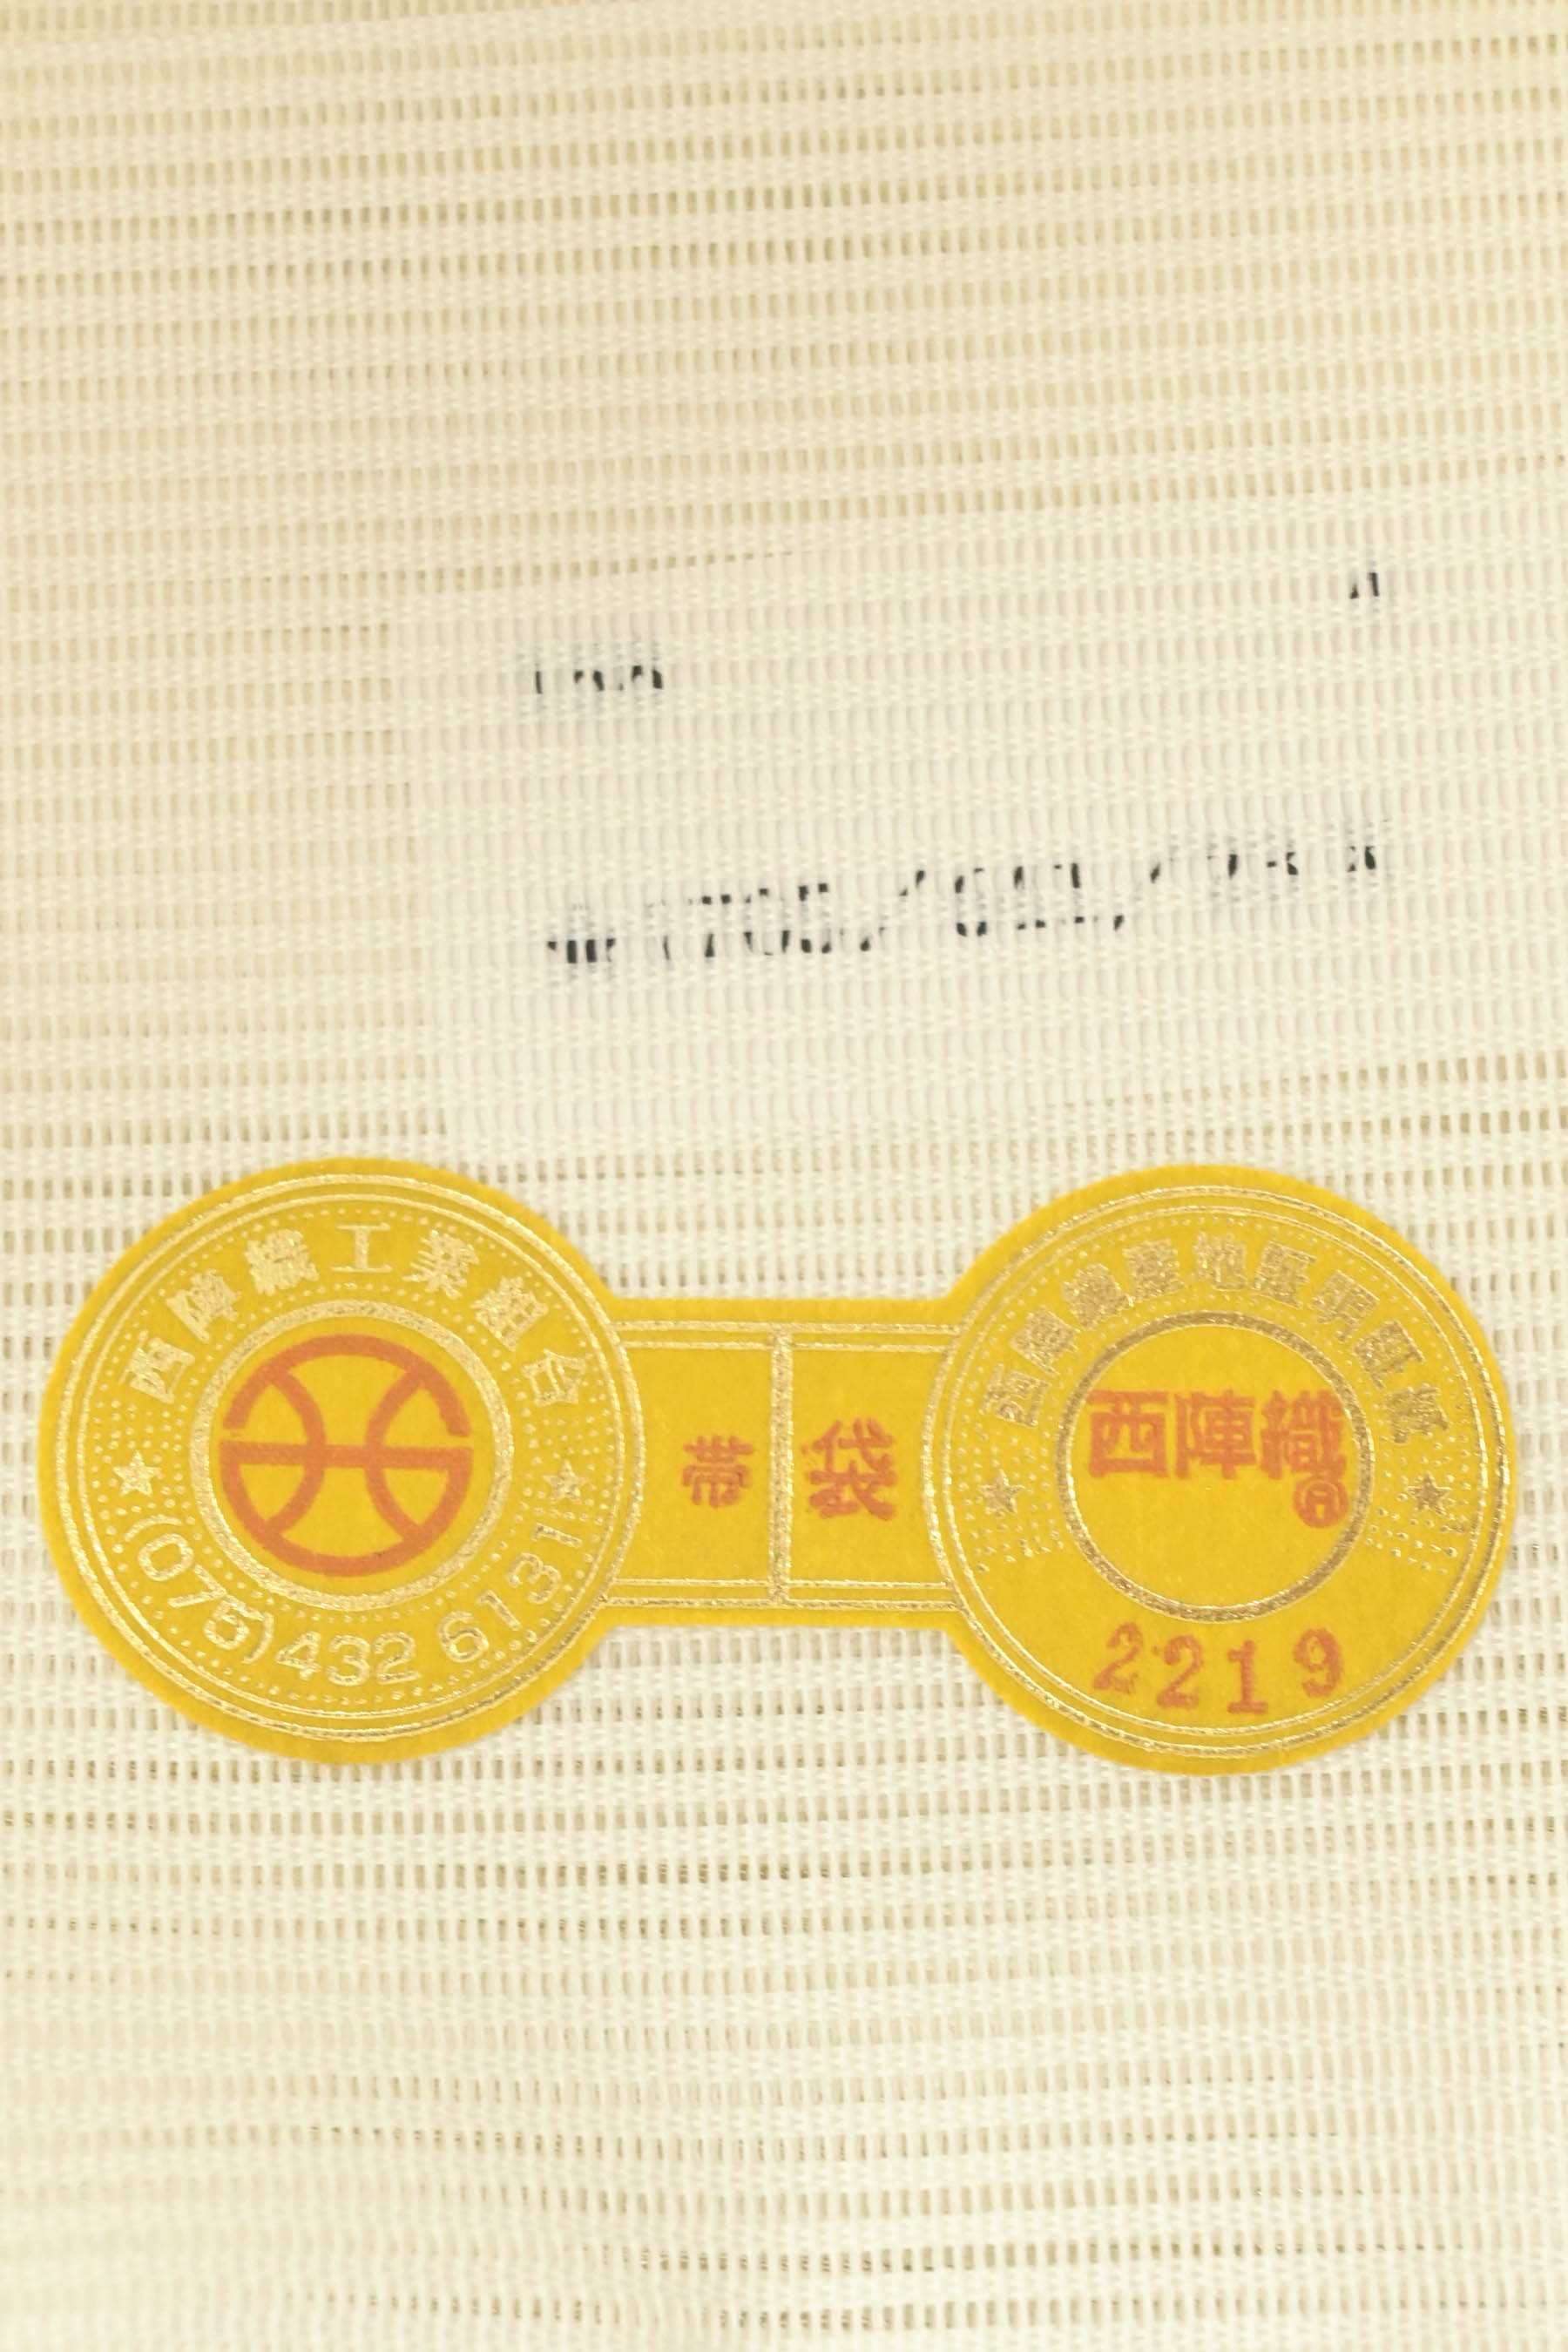 西陣織工業組合
(075)432 6131
帯 袋
西陣織産地証明証紙
西陣織
2219